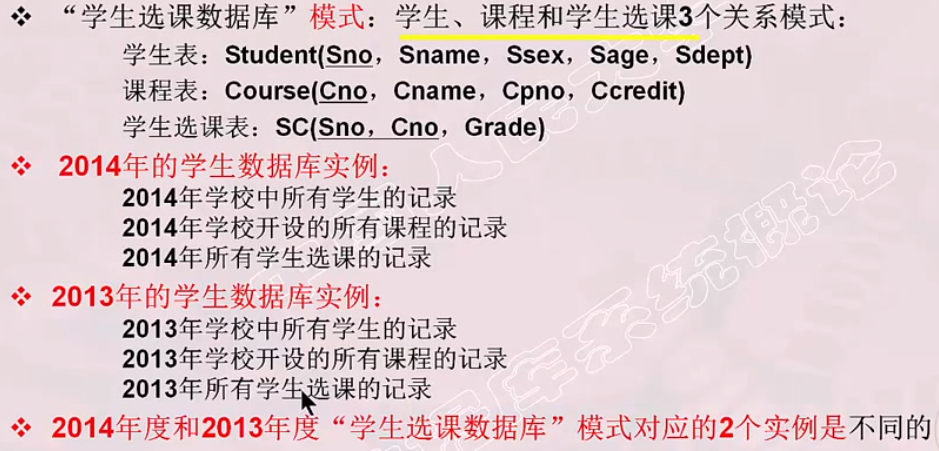 ❖ “学生选课数据库”模式：学生、课程和学生选课3个关系模式：
学生表：Student(Sno，Sname，Ssex，Sage，Sdept)
课程表：Course(Cno，Cname，Cpno，Ccredit)
学生选课表：SC(Sno，Cno，Grade)
❖ 2014年的学生数据库实例：
2014年学校中所有学生的记录
2014年学校开设的所有课程的记录
2014年所有学生选课的记录
❖ 2013年的学生数据库实例：
2013年学校中所有学生的记录
2013年学校开设的所有课程的记录
2013年所有学生选课的记录
❖ 2014年度和2013年度“学生选课数据库”模式对应的2个实例是不同的